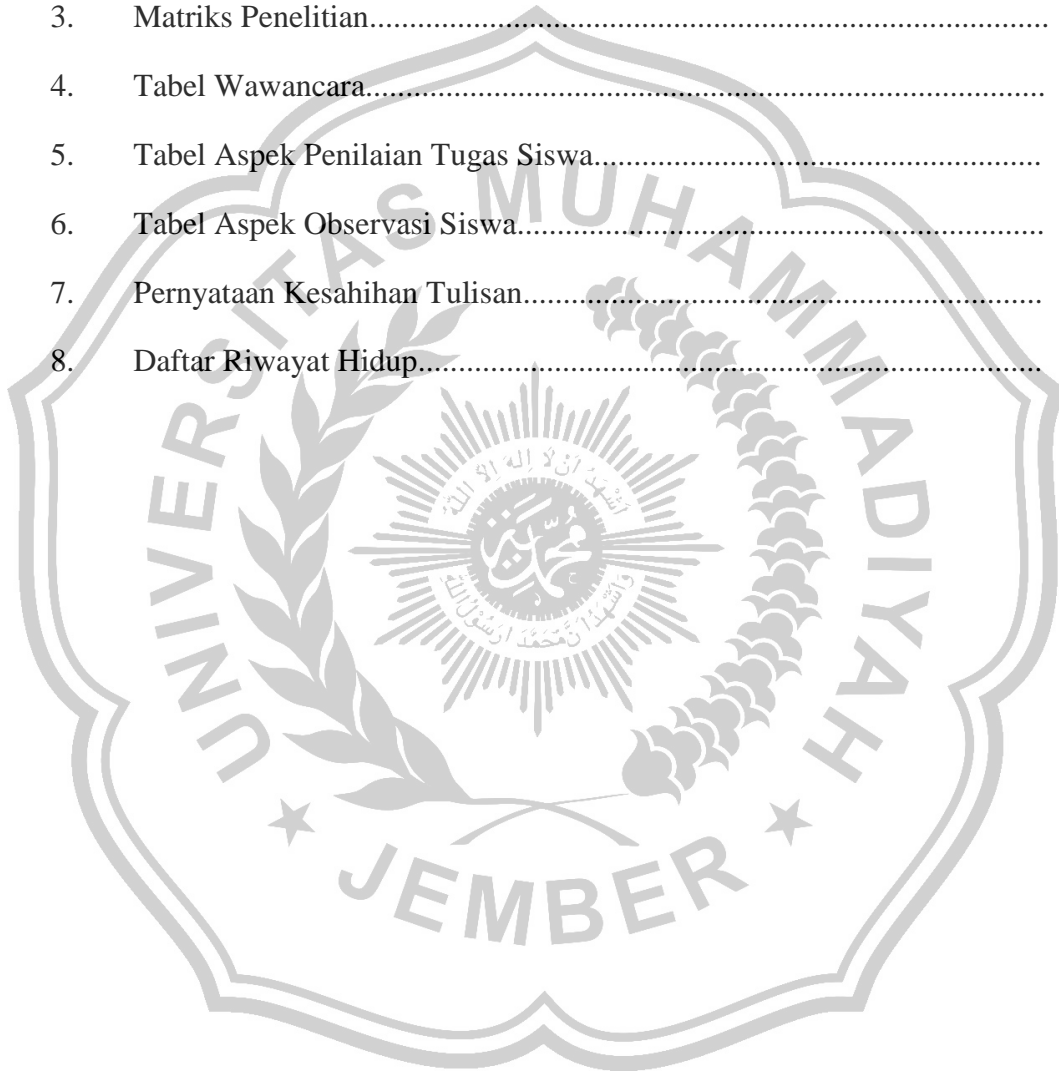 3. Matriks Penelitian....................................................................................
4. Tabel Wawancara.....................................................................................
5. Tabel Aspek Penilaian Tugas Siswa.......................................................
6. Tabel Aspek Observasi Siswa.................................................................
7. Pernyataan Kesahihan Tulisan................................................................
8. Daftar Riwayat Hidup.............................................................................
UNIVERSITAS MUHAMMADIYAH
JEMBER